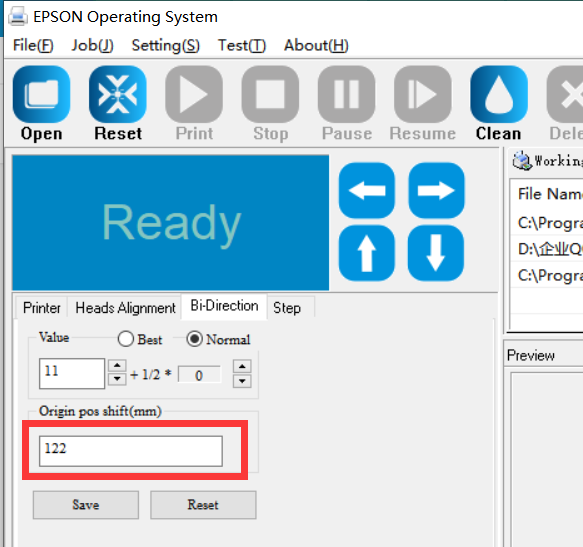 EPSON Operating System
File(F) Job(J) Setting(S) Test(T) About(H)
Open Reset Print Stop Pause Resume Clean Dele
Ready
Working
File Name
C:\Progra
D:\企业Q
C:\Progra
Printer Heads Alignment Bi-Direction Step
Value Best Normal
11 + 1/2 * 0
Origin pos shift(mm)
122
Save Reset
Preview